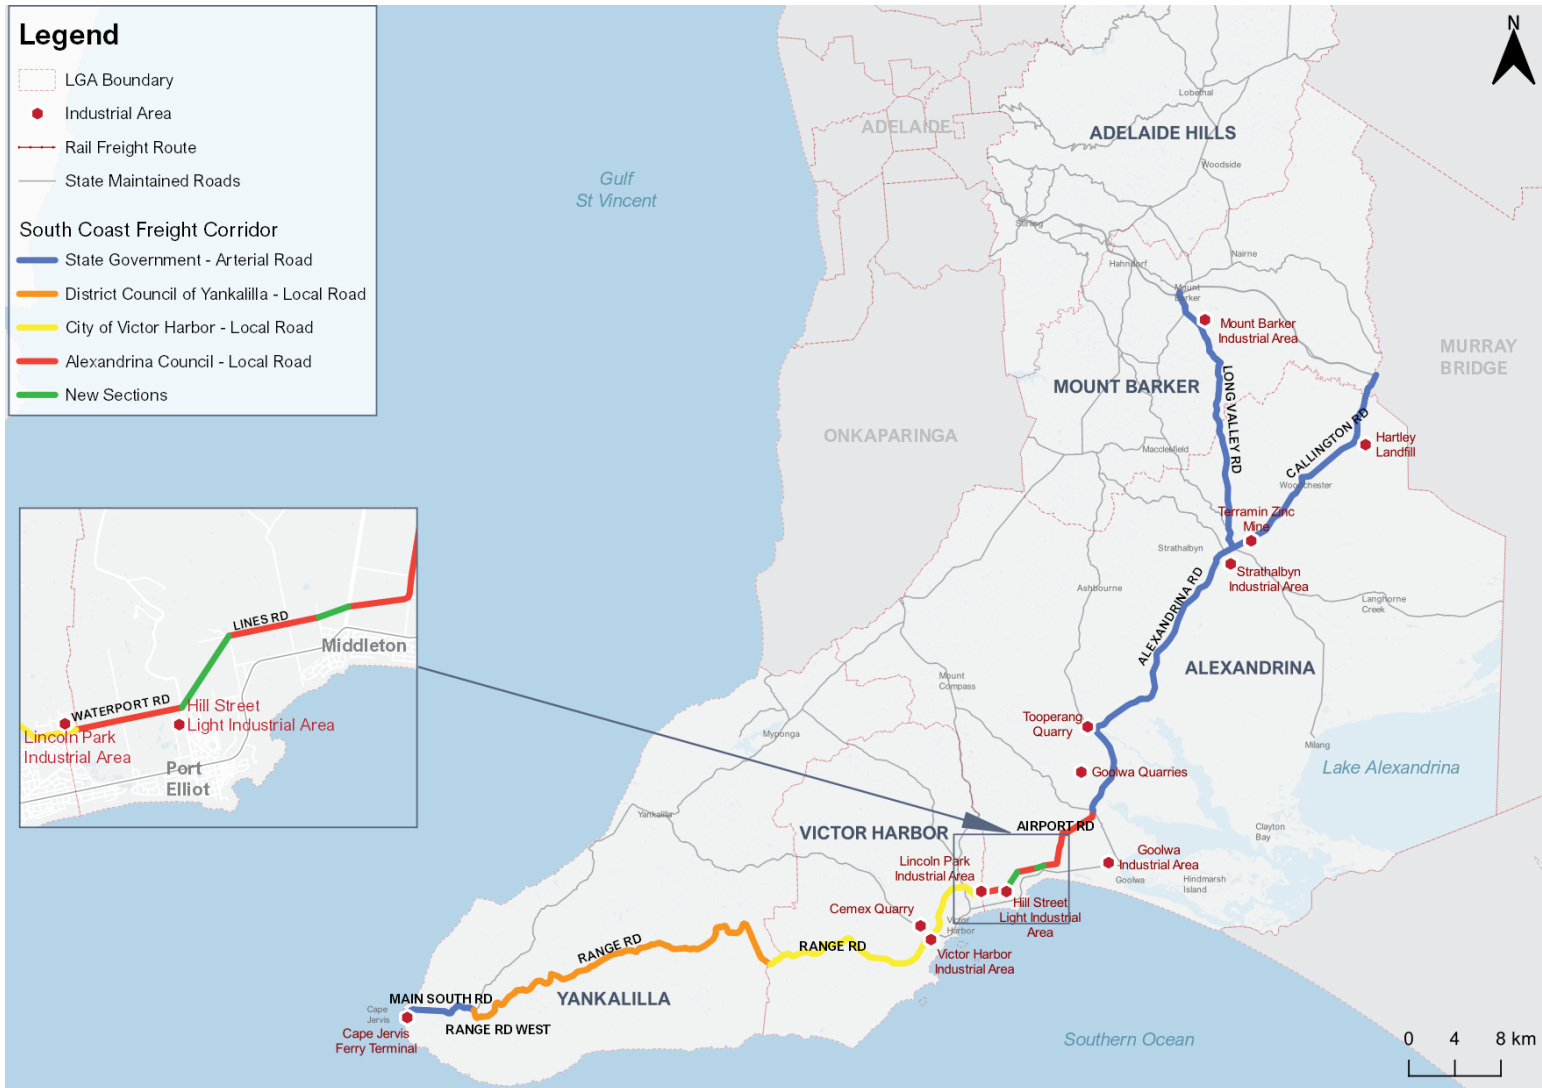 Legend
LGA Boundary
Industrial Area
Rail Freight Route
State Maintained Roads
South Coast Freight Corridor
State Government - Arterial Road
District Council of Yankalilla - Local Road
City of Victor Harbor - Local Road
Alexandrina Council - Local Road
New Sections
N
Gulf
St Vincent
ADELAIDE
Lobethal
ADELAIDE HILLS
Woodside
Stirling
Nairne
Hahndorf
Mount
Barker
Mount Barker
Industrial Area
MURRAY
BRIDGE
MOUNT BARKER
LONG VALLEY RD
ONKAPARINGA
CALLINGTON RD
Hartley
Landfill
Macclesfield
Woodchester
Terramin Zinc
Mine
Strathalbyn
Strathalbyn
Industrial Area
Ashbourne
Langhorne
Creek
ALEXANDRINA RD
ALEXANDRINA
Mount
Compass
Tooperang
Quarry
Myponga
Milang
Lake Alexandrina
Goolwa Quarries
Yankalilla
VICTOR HARBOR
AIRPORT RD
Clayton
Bay
Lincoln Park
Industrial Area
Goolwa
Industrial Area
Goolwa
Hindmarsh
Island
Hill Street
Light Industrial
Area
Cemex Quarry
Victor
Harbor
Victor Harbor
Industrial Area
RANGE RD
RANGE RD
YANKALILLA
MAIN SOUTH RD
Cape
Jervis
RANGE RD WEST
Cape Jervis
Ferry Terminal
Southern Ocean
0 4 8 km
LINES RD
Middleton
WATERPORT RD
Hill Street
Light Industrial Area
Lincoln Park
Industrial Area
Port
Elliot